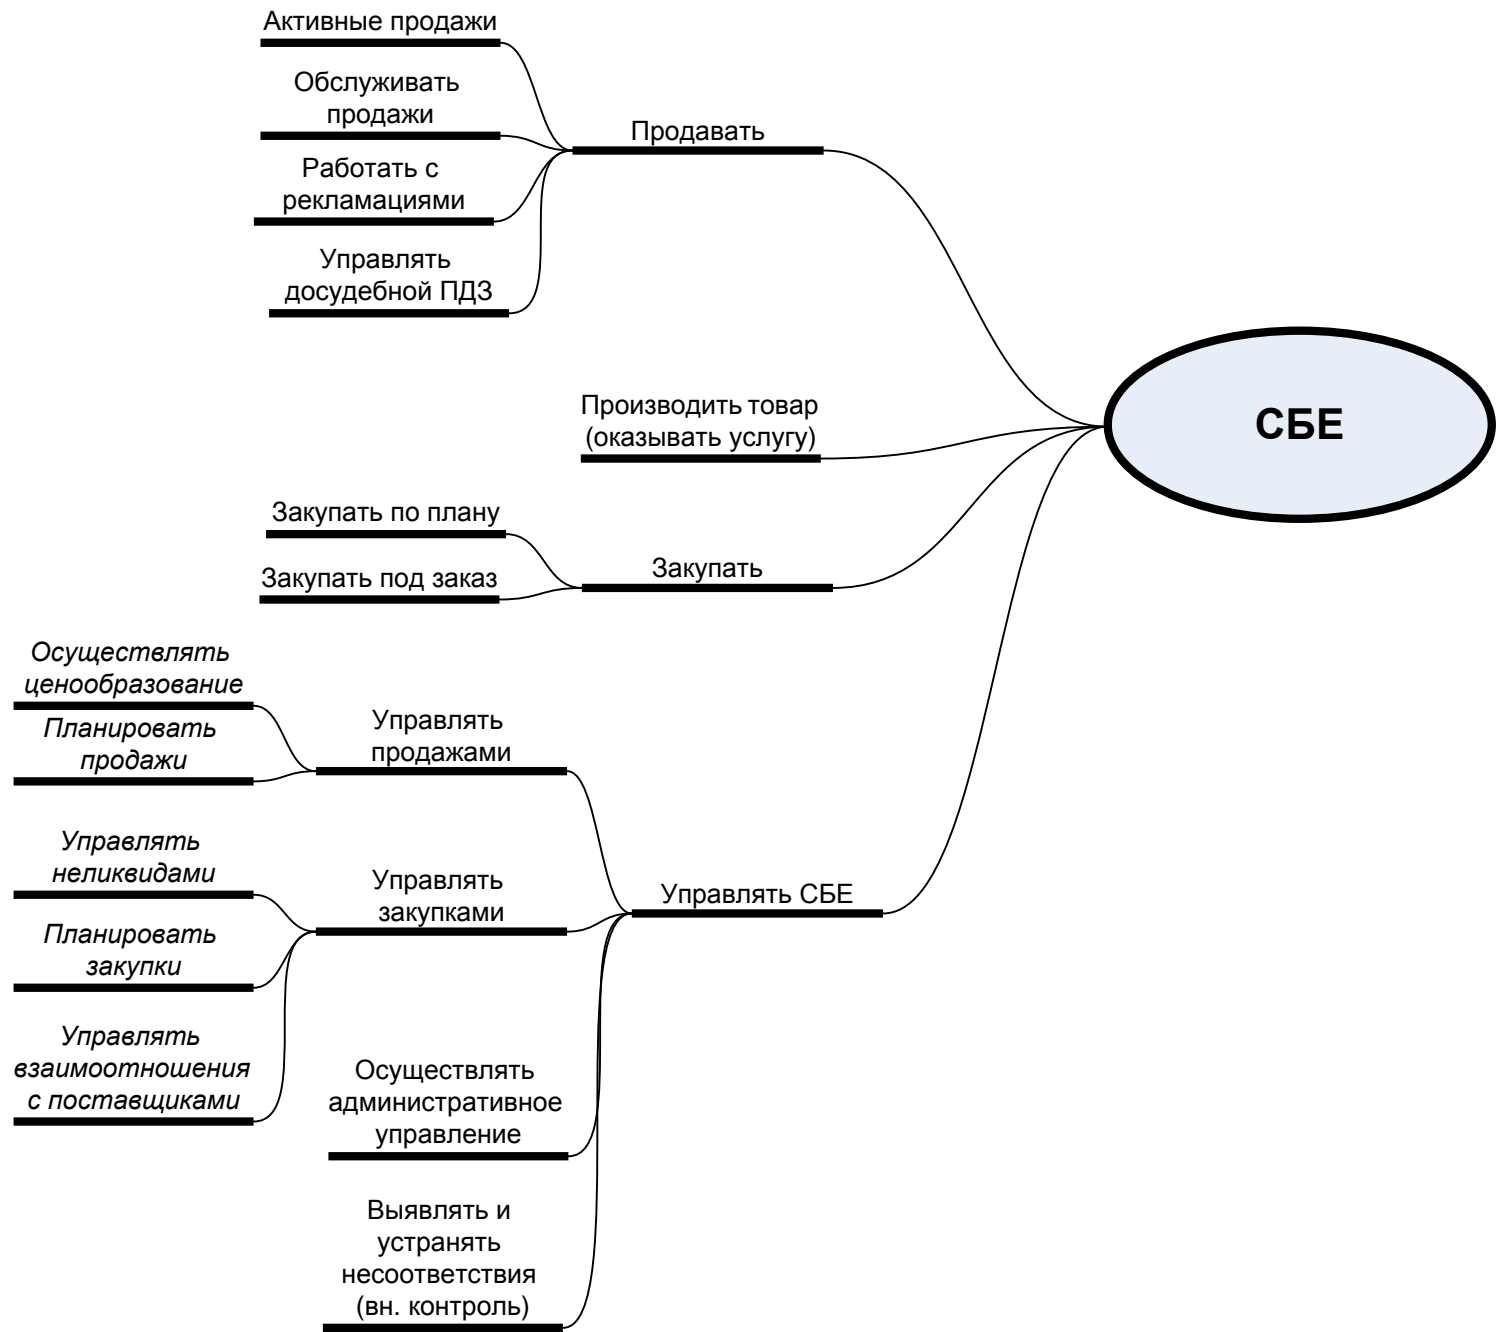 Активные продажи
Обслуживать
продажи
Работать с
рекламациями
Управлять
досудебной ПДЗ
Продавать
Производить товар
(оказывать услугу)
СБЕ
Закупать по плану
Закупать под заказ
Закупать
Осуществлять
ценообразование
Планировать
продажи
Управлять
продажами
Управлять
неликвидами
Планировать
закупки
Управлять
взаимоотношения
с поставщиками
Управлять
закупками
Управлять СБЕ
Осуществлять
административное
управление
Выявлять и
устранять
несоответствия
(вн. контроль)